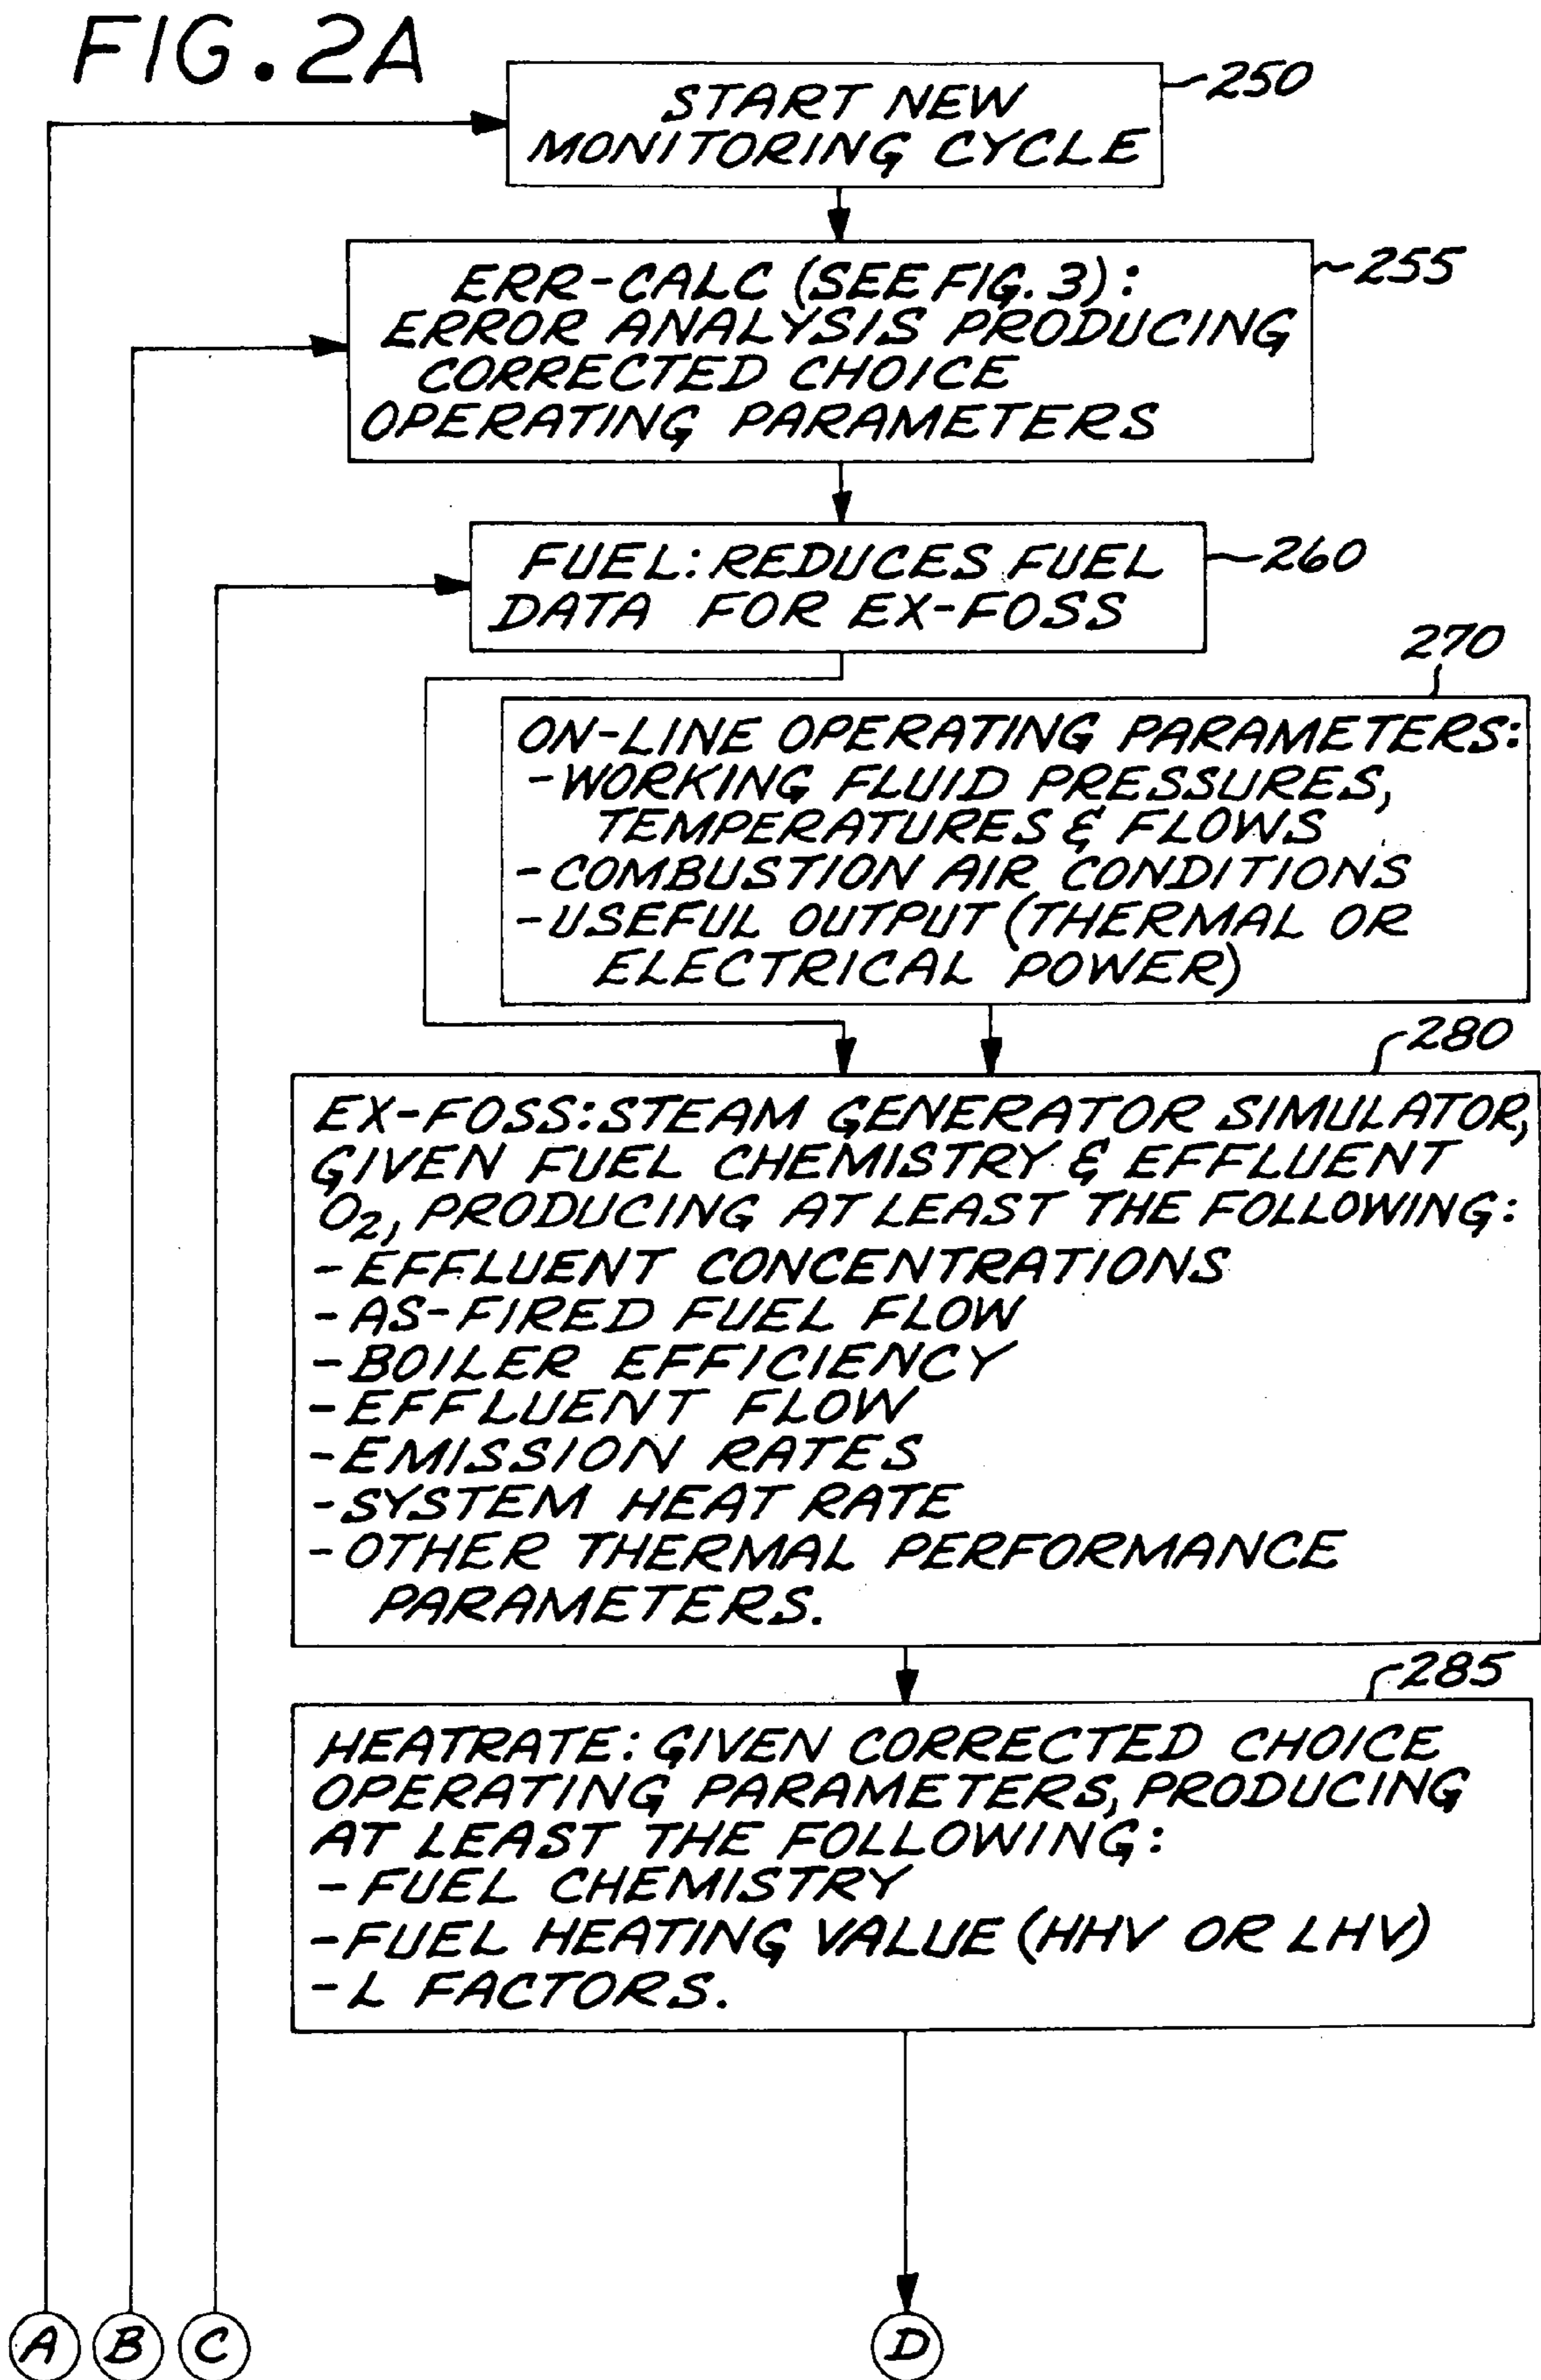 FIG. 2A
START NEW
MONITORING CYCLE
250
ERR-CALC (SEE FIG. 3):
ERROR ANALYSIS PRODUCING
CORRECTED CHOICE
OPERATING PARAMETERS
255
FUEL: REDUCES FUEL
DATA FOR EX-FOSS
260
270
ON-LINE OPERATING PARAMETERS:
-WORKING FLUID PRESSURES,
TEMPERATURES & FLOWS
-COMBUSTION AIR CONDITIONS
-USEFUL OUTPUT (THERMAL OR
ELECTRICAL POWER)
280
EX-FOSS: STEAM GENERATOR SIMULATOR,
GIVEN FUEL CHEMISTRY & EFFLUENT
O2, PRODUCING AT LEAST THE FOLLOWING:
-EFFLUENT CONCENTRATIONS
-AS-FIRED FUEL FLOW
-BOILER EFFICIENCY
-EFFLUENT FLOW
-EMISSION RATES
-SYSTEM HEAT RATE
-OTHER THERMAL PERFORMANCE
PARAMETERS.
285
HEATRATE: GIVEN CORRECTED CHOICE
OPERATING PARAMETERS, PRODUCING
AT LEAST THE FOLLOWING:
-FUEL CHEMISTRY
-FUEL HEATING VALUE (HHV OR LHV)
-L FACTORS.
A B C D